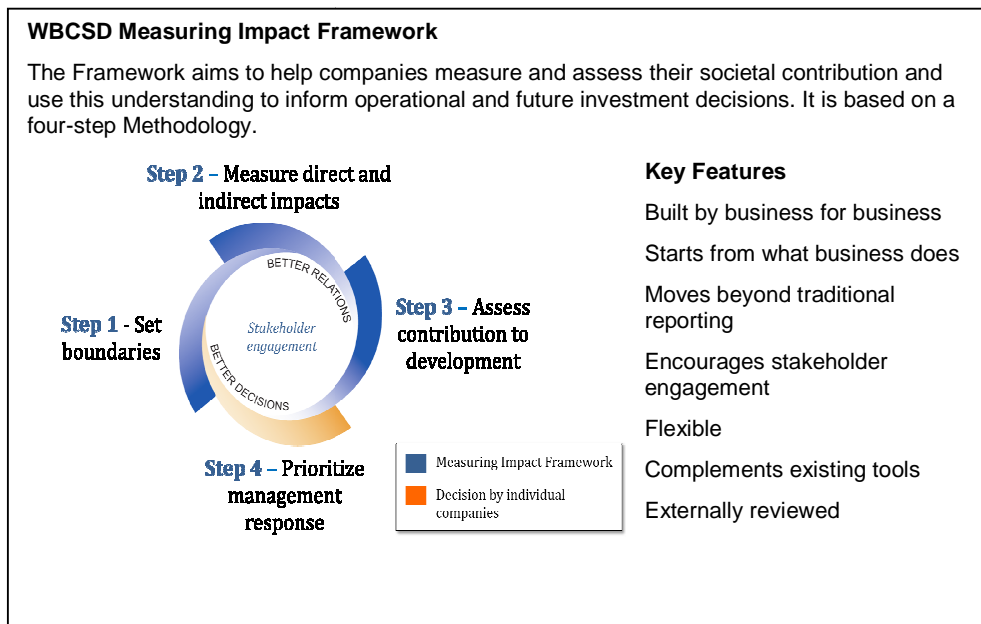 WBCSD Measuring Impact Framework
The Framework aims to help companies measure and assess their societal contribution and
use this understanding to inform operational and future investment decisions. It is based on a
four-step Methodology.
Step 2 – Measure direct and
indirect impacts
BETTER RELATIONS
Stakeholder
engagement
BETTER DECISIONS
Step 1 - Set
boundaries
Step 3 – Assess
contribution to
development
Step 4 – Prioritize
management
response
Measuring Impact Framework
Decision by individual
companies
Key Features
Built by business for business
Starts from what business does
Moves beyond traditional
reporting
Encourages stakeholder
engagement
Flexible
Complements existing tools
Externally reviewed